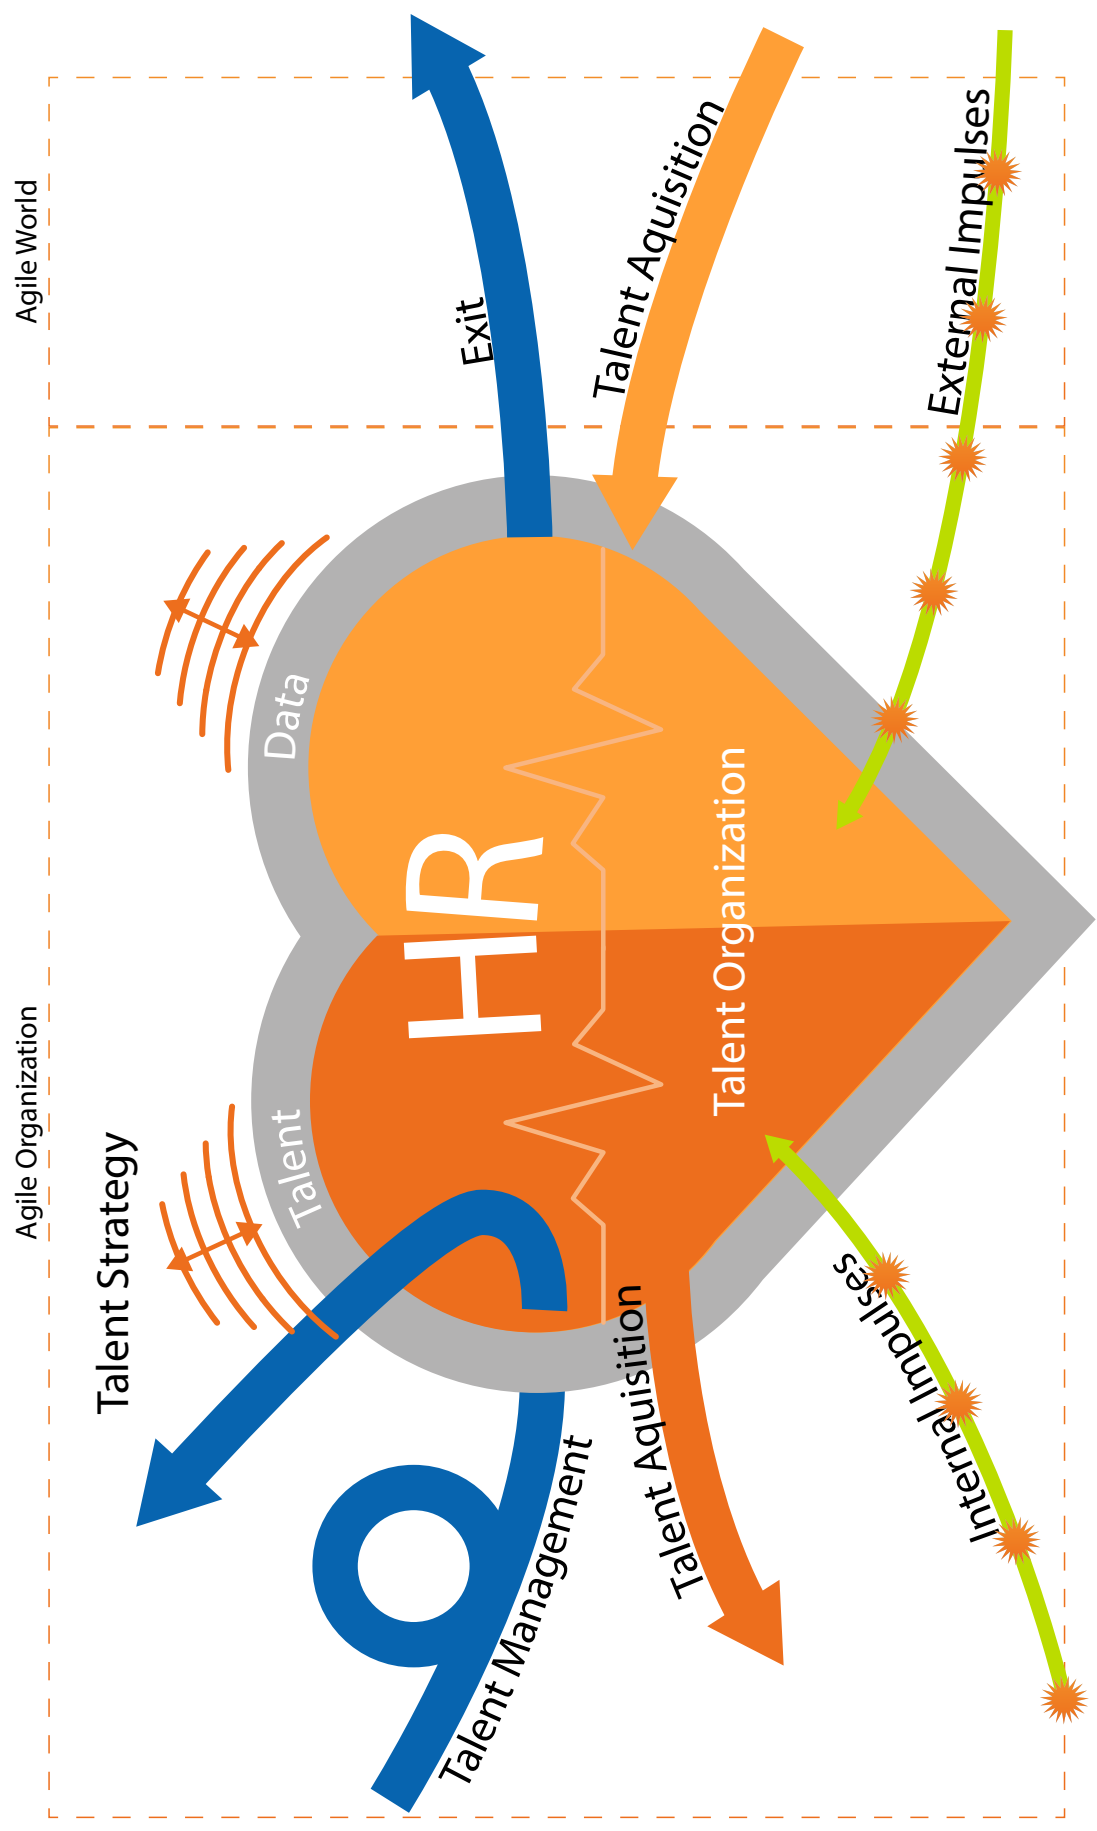 Agile Organization
Agile World
Talent Strategy
Talent
Data
HR
Exit
Talent Management
Talent Aquisition
Talent Aquisition
Talent Organization
Internal Impulses
External Impulses